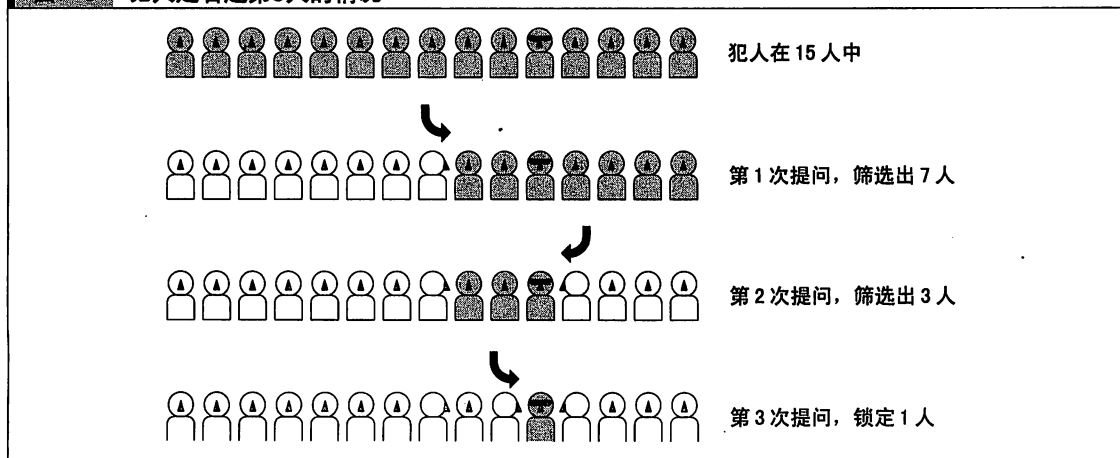 犯人在 15 人中
第 1 次提问，筛选出 7 人
第 2 次提问，筛选出 3 人
第 3 次提问，锁定 1 人